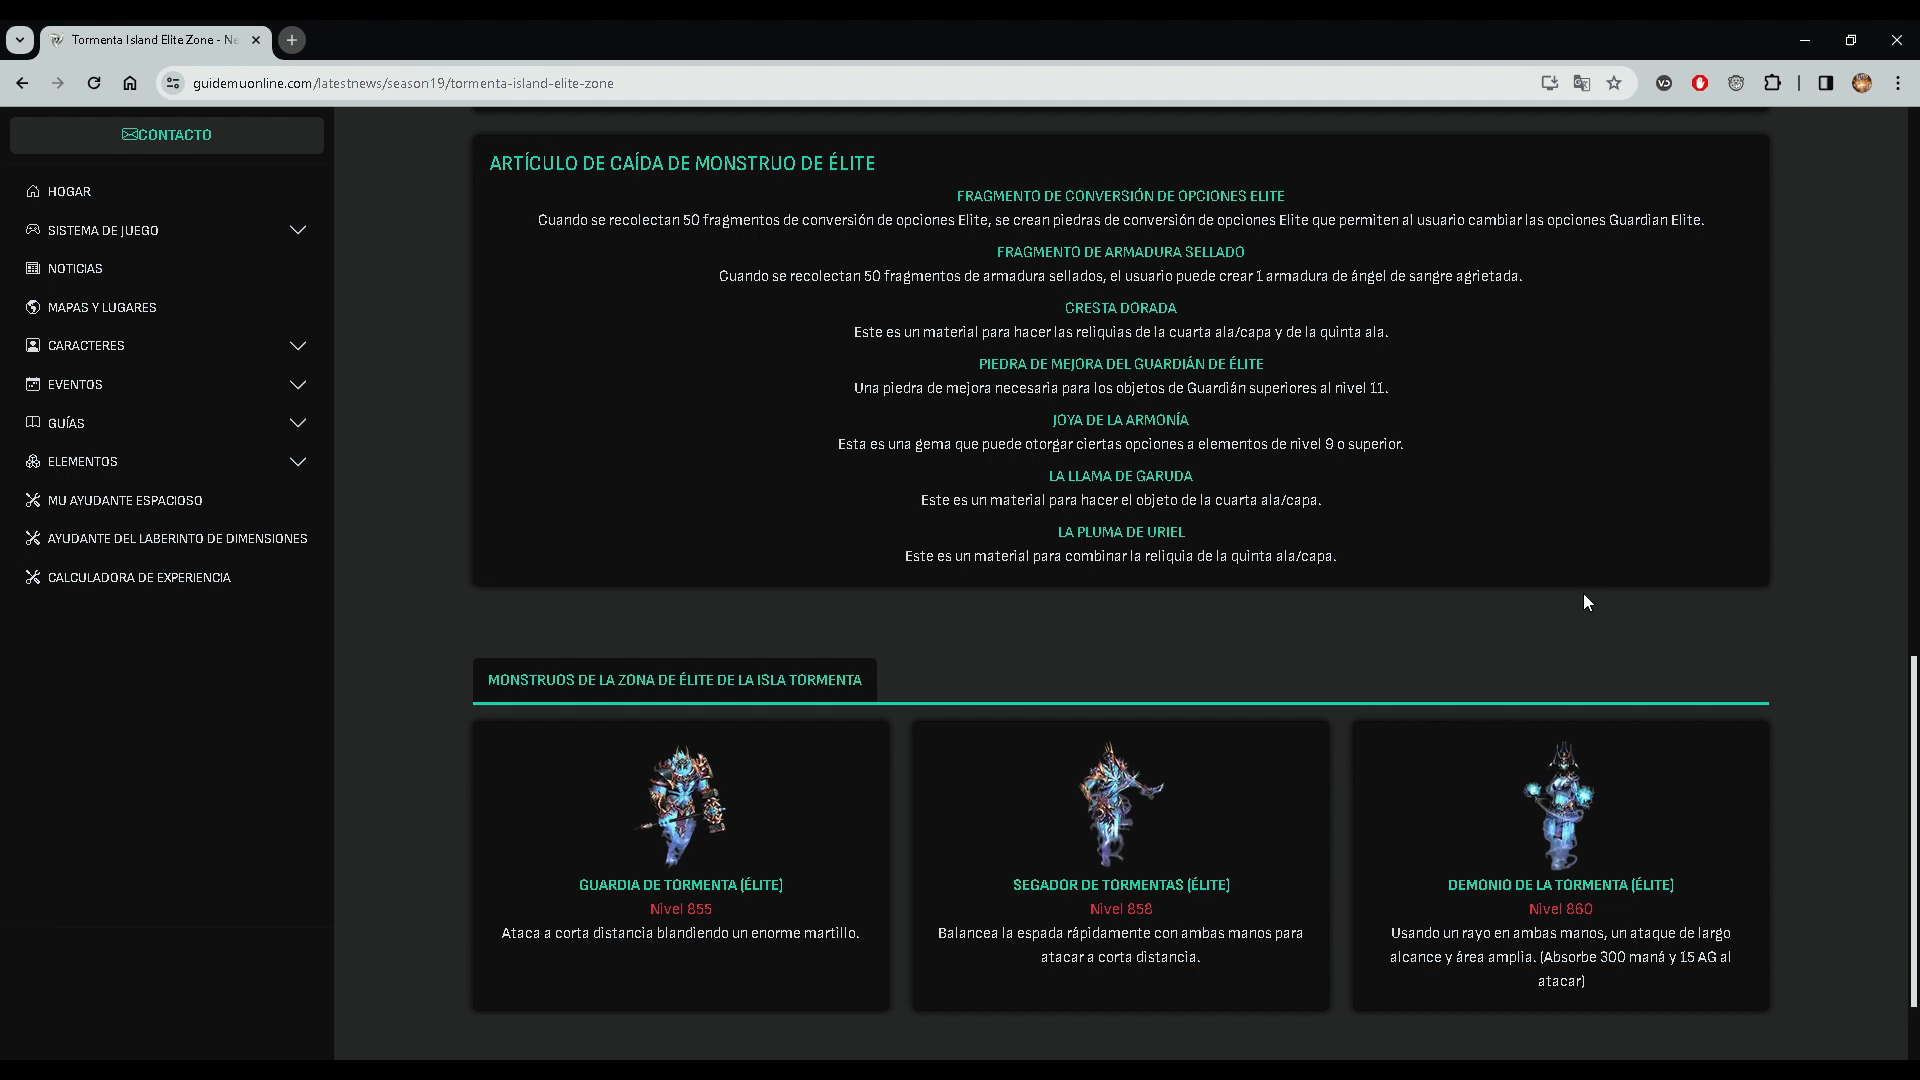 Tormenta Island Elite Zone - Ne
guidemuonline.com/latestnews/season19/tormenta-island-elite-zone
CONTACTO
HOGAR
SISTEMA DE JUEGO
NOTICIAS
MAPAS Y LUGARES
CARACTERES
EVENTOS
GUÍAS
ELEMENTOS
MU AYUDANTE ESPACIOSO
AYUDANTE DEL LABERINTO DE DIMENSIONES
CALCULADORA DE EXPERIENCIA
ARTÍCULO DE CAÍDA DE MONSTRUO DE ÉLITE
FRAGMENTO DE CONVERSIÓN DE OPCIONES ELITE
Cuando se recolectan 50 fragmentos de conversión de opciones Elite, se crean piedras de conversión de opciones Elite que permiten al usuario cambiar las opciones Guardian Elite.
FRAGMENTO DE ARMADURA SELLADO
Cuando se recolectan 50 fragmentos de armadura sellados, el usuario puede crear 1 armadura de ángel de sangre agrietada.
CRESTA DORADA
Este es un material para hacer las reliquias de la cuarta ala/capa y de la quinta ala.
PIEDRA DE MEJORA DEL GUARDIÁN DE ÉLITE
Una piedra de mejora necesaria para los objetos de Guardián superiores al nivel 11.
JOYA DE LA ARMONÍA
Esta es una gema que puede otorgar ciertas opciones a elementos de nivel 9 o superior.
LA LLAMA DE GARUDA
Este es un material para hacer el objeto de la cuarta ala/capa.
LA PLUMA DE URIEL
Este es un material para combinar la reliquia de la quinta ala/capa.
MONSTRUOS DE LA ZONA DE ÉLITE DE LA ISLA TORMENTA
GUARDIA DE TORMENTA (ÉLITE)
Nivel 855
Ataca a corta distancia blandiendo un enorme martillo.
SEGADOR DE TORMENTAS (ÉLITE)
Nivel 858
Balancea la espada rápidamente con ambas manos para
atacar a corta distancia.
DEMONIO DE LA TORMENTA (ÉLITE)
Nivel 860
Usando un rayo en ambas manos, un ataque de largo
alcance y área amplia. (Absorbe 300 maná y 15 AG al
atacar)